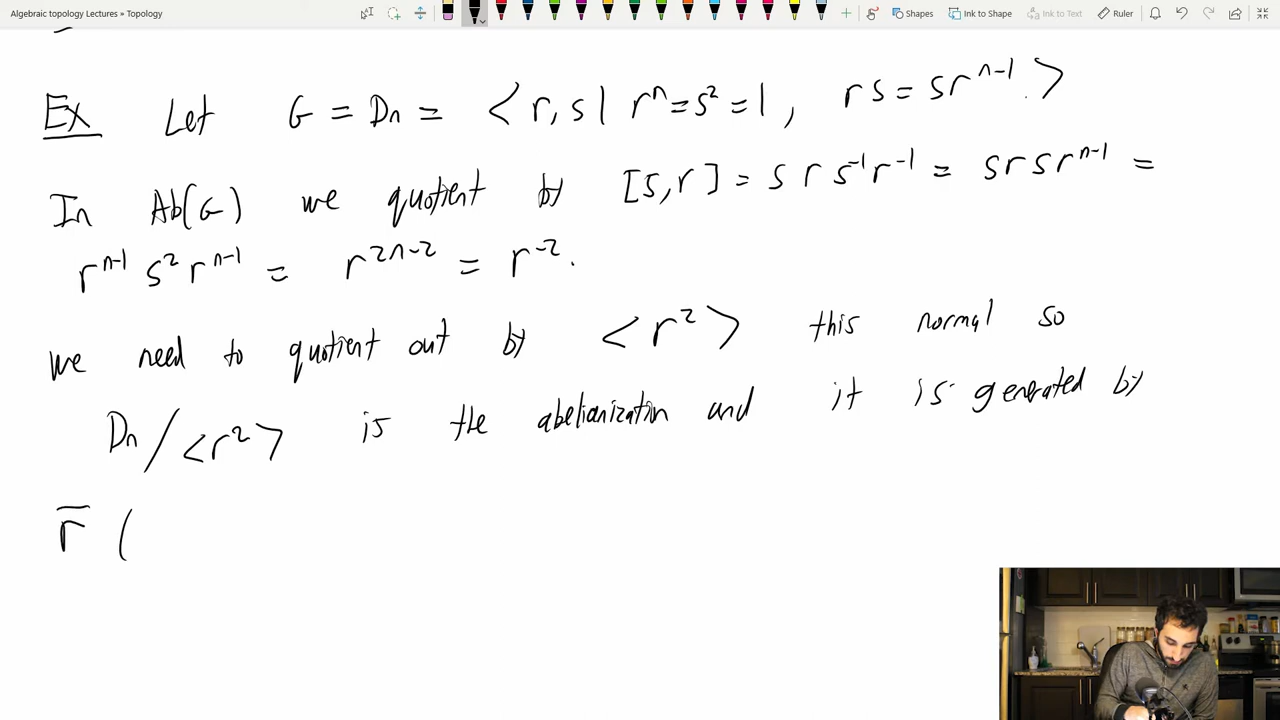 Algebraic topology Lectures » Topology
Shapes
Ink to Shape
Ink to Text
Ruler
Ex Let G = Dn = < r, s | r^n = s^2 = 1, rs = sr^{n-1} >
In Ab(G) we quotient by [s, r] = s r s^{-1} r^{-1} = s r s r^{n-1} =
r^{n-1} s^2 r^{n-1} = r^{2n-2} = r^{-2}.
we need to quotient out by < r^2 > this normal so
Dn / < r^2 > is the abelianization and it is generated by
r̅ (